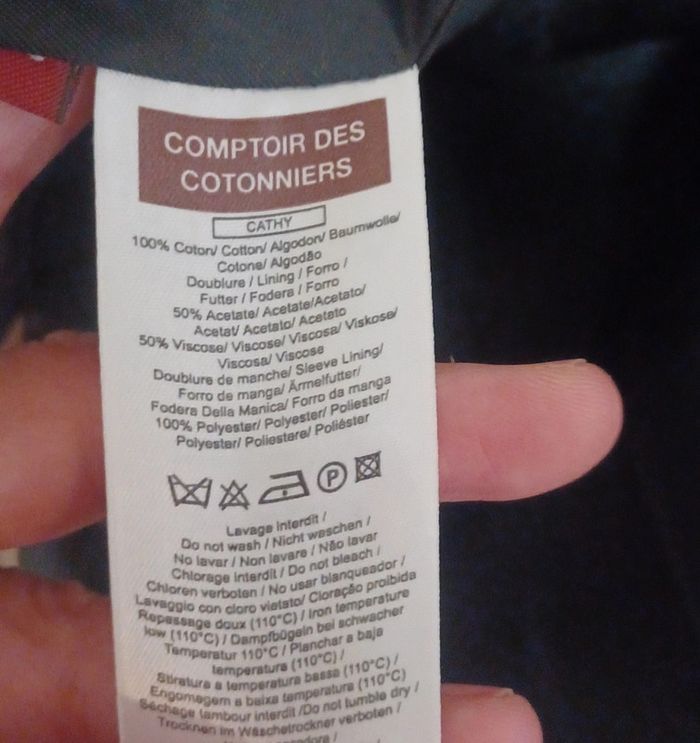 COMPTOIR DES
COTONNIERS
CATHY
100% Coton/ Cotton/ Algodon/ Baumwolle/
Cotone/ Algodão
Doublure / Lining / Forro /
Futter / Fodera / Forro
50% Acetate/ Acetate/Acetato/
Acetat/ Acetato/ Acetato
50% Viscose/ Viscose/ Viscosa/ Viskose/
Viscosa/ Viscose
Doublure de manche/ Sleeve Lining/
Forro de manga/ Ärmelfutter/
Fodera Della Manica/ Forro da manga
100% Polyester/ Polyester/ Poliester/
Polyester/ Poliestere/ Poliéster
P
Lavage interdit /
Do not wash / Nicht waschen /
No lavar / Non lavare / Não lavar
Chlorage interdit / Do not bleach /
Chloren verboten / No usar blanqueador /
Lavaggio con cloro vietato/ Cloração proibida
Repassage doux (110°C) / Iron temperature
low (110°C) / Dampfbügeln bei schwacher
Temperatur 110°C / Planchar a baja
temperatura (110°C) /
Stiratura a temperatura bassa (110°C) /
Engomagem a baixa temperatura (110°C)
Séchage tambour interdit /Do not tumble dry /
Trocknen im Wäschetrockner verboten /